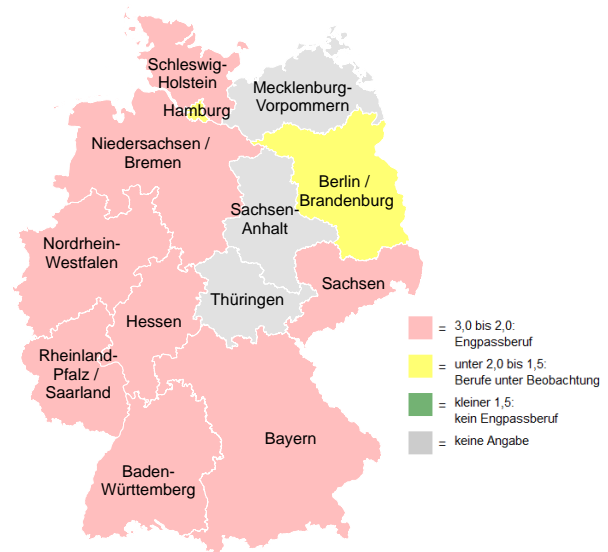 Schleswig-
Holstein
Mecklenburg-
Vorpommern
Hamburg
Niedersachsen /
Bremen
Berlin /
Brandenburg
Sachsen-
Anhalt
Nordrhein-
Westfalen
Sachsen
Thüringen
Hessen
Rheinland-
Pfalz /
Saarland
Bayern
Baden-
Württemberg
= 3,0 bis 2,0:
Engpassberuf
= unter 2,0 bis 1,5:
Berufe unter Beobachtung
= kleiner 1,5:
kein Engpassberuf
= keine Angabe